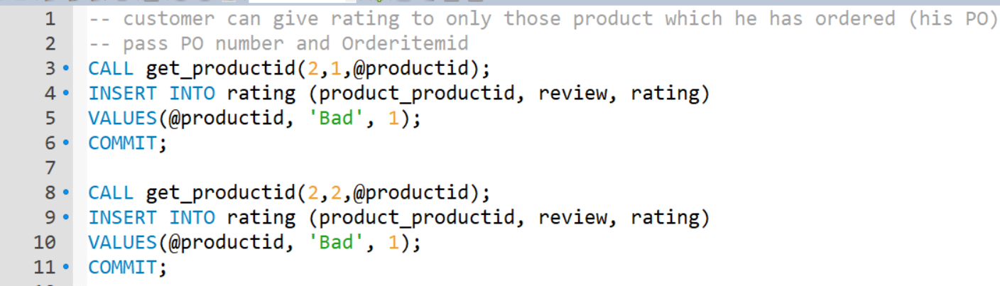 1 -- customer can give rating to only those product which he has ordered (his PO)
2 -- pass PO number and Orderitemid
3 CALL get_productid(2,1,@productid);
4 INSERT INTO rating (product_productid, review, rating)
5 VALUES(@productid, 'Bad', 1);
6 COMMIT;
7
8 CALL get_productid(2,2,@productid);
9 INSERT INTO rating (product_productid, review, rating)
10 VALUES(@productid, 'Bad', 1);
11 COMMIT;